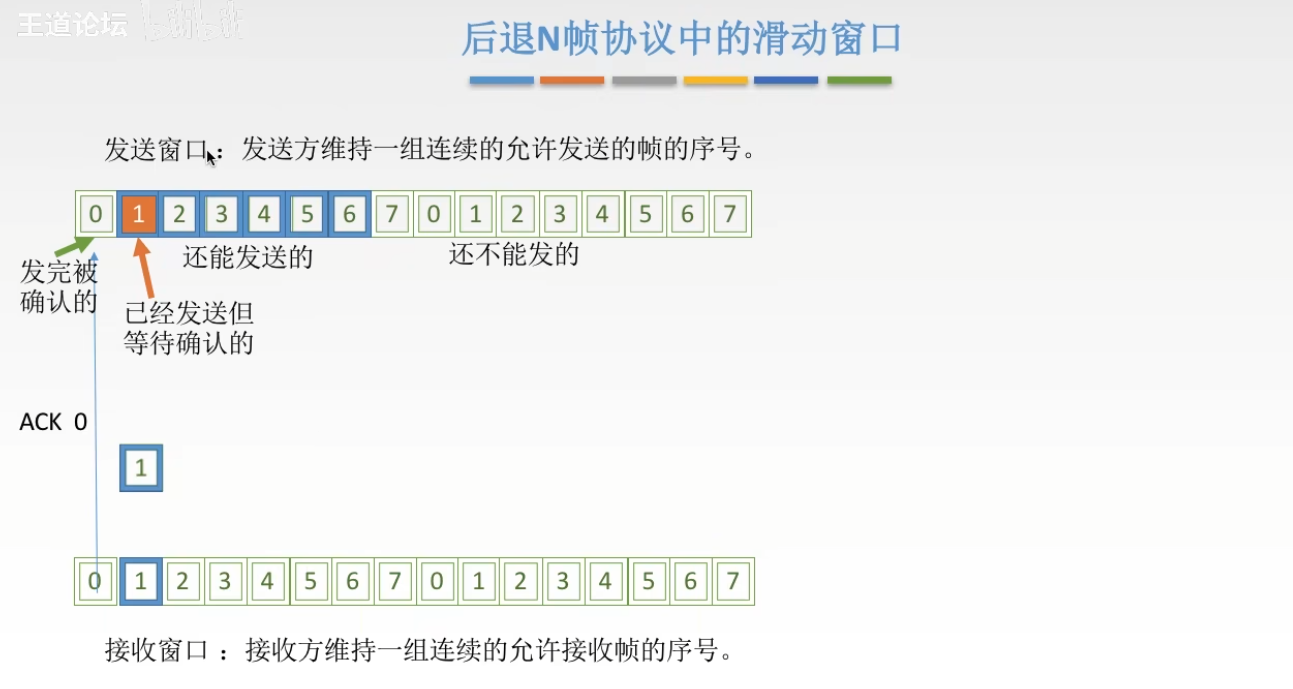 王道论坛 bilibili
后退N帧协议中的滑动窗口
发送窗口：发送方维持一组连续的允许发送的帧的序号。
0 1 2 3 4 5 6 7 0 1 2 3 4 5 6 7
还能发送的 还不能发的
发完被
确认的
已经发送但
等待确认的
ACK 0
1
0 1 2 3 4 5 6 7 0 1 2 3 4 5 6 7
接收窗口：接收方维持一组连续的允许接收帧的序号。